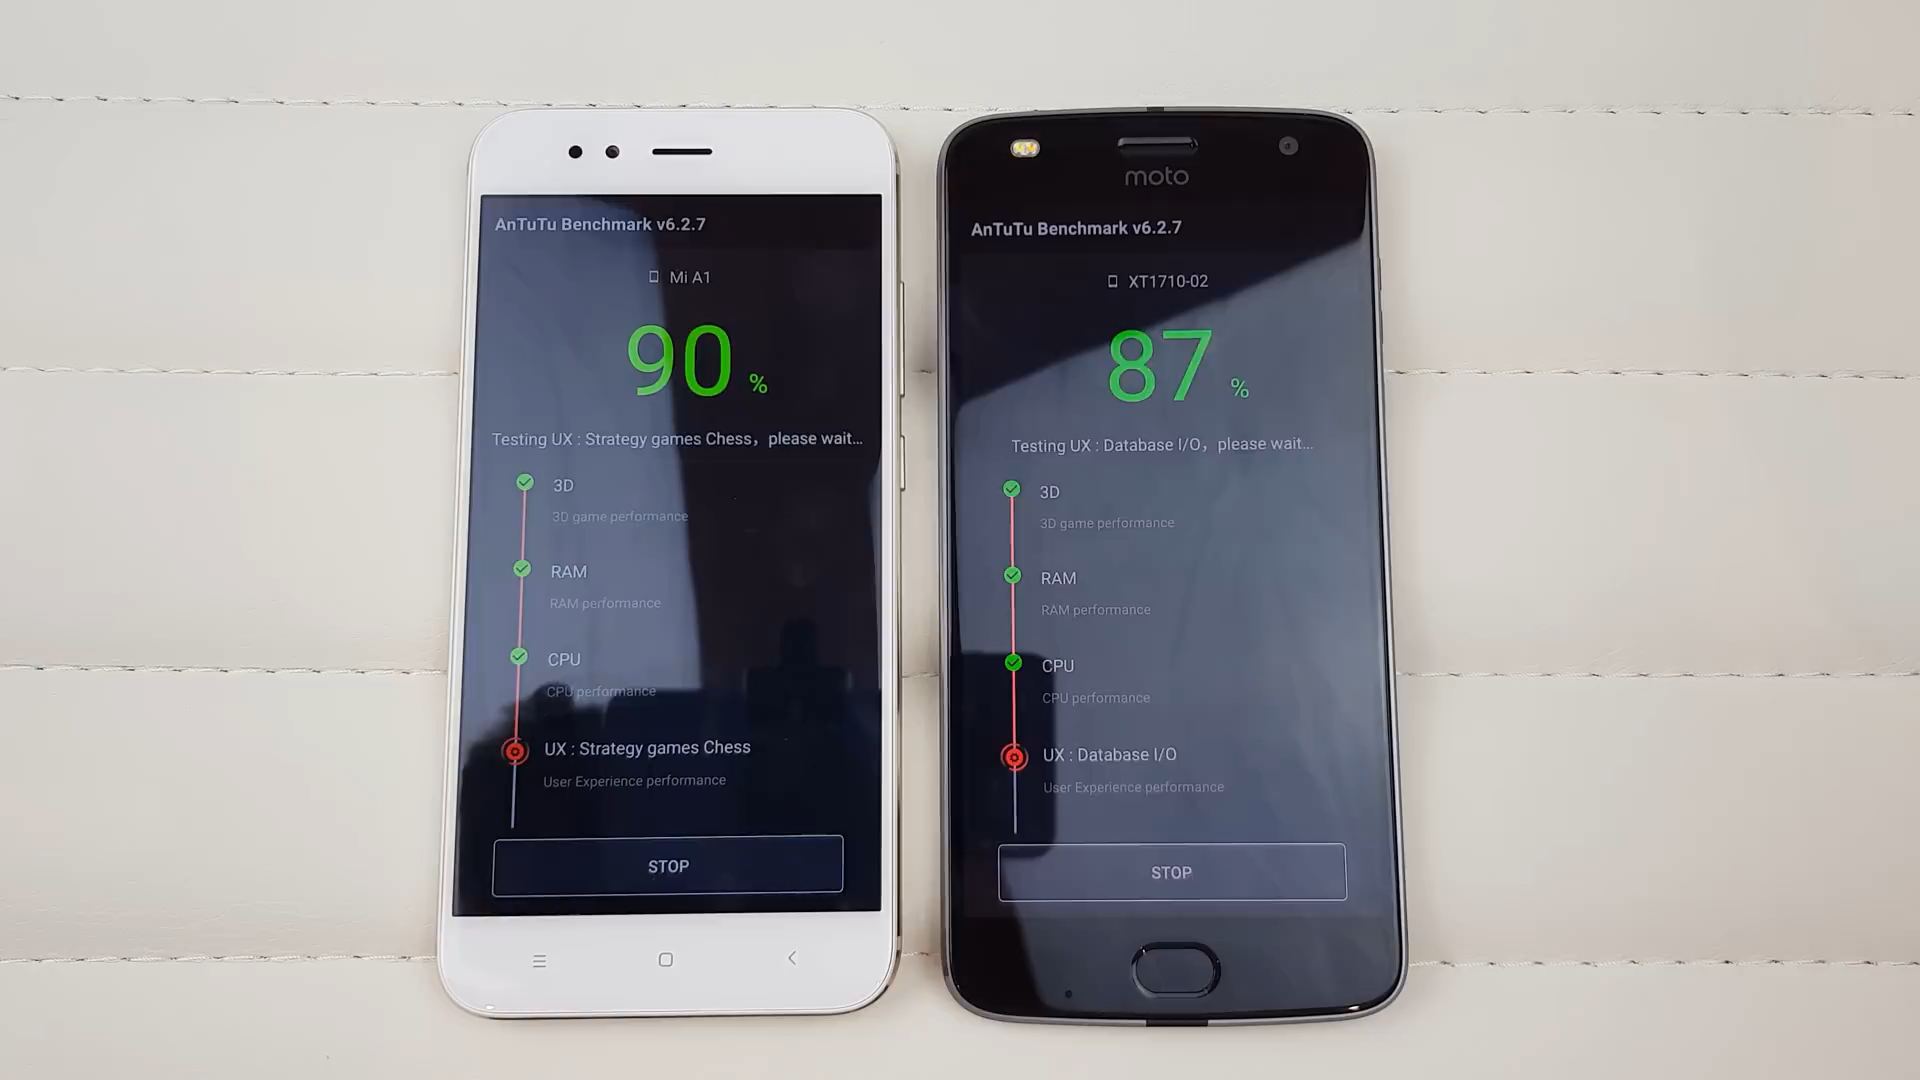 AnTuTu Benchmark v6.2.7
Mi A1
90 %
Testing UX : Strategy games Chess, please wait...
3D
3D game performance
RAM
RAM performance
CPU
CPU performance
UX : Strategy games Chess
User Experience performance
STOP
moto
AnTuTu Benchmark v6.2.7
XT1710-02
87 %
Testing UX : Database I/O, please wait...
3D
3D game performance
RAM
RAM performance
CPU
CPU performance
UX : Database I/O
User Experience performance
STOP